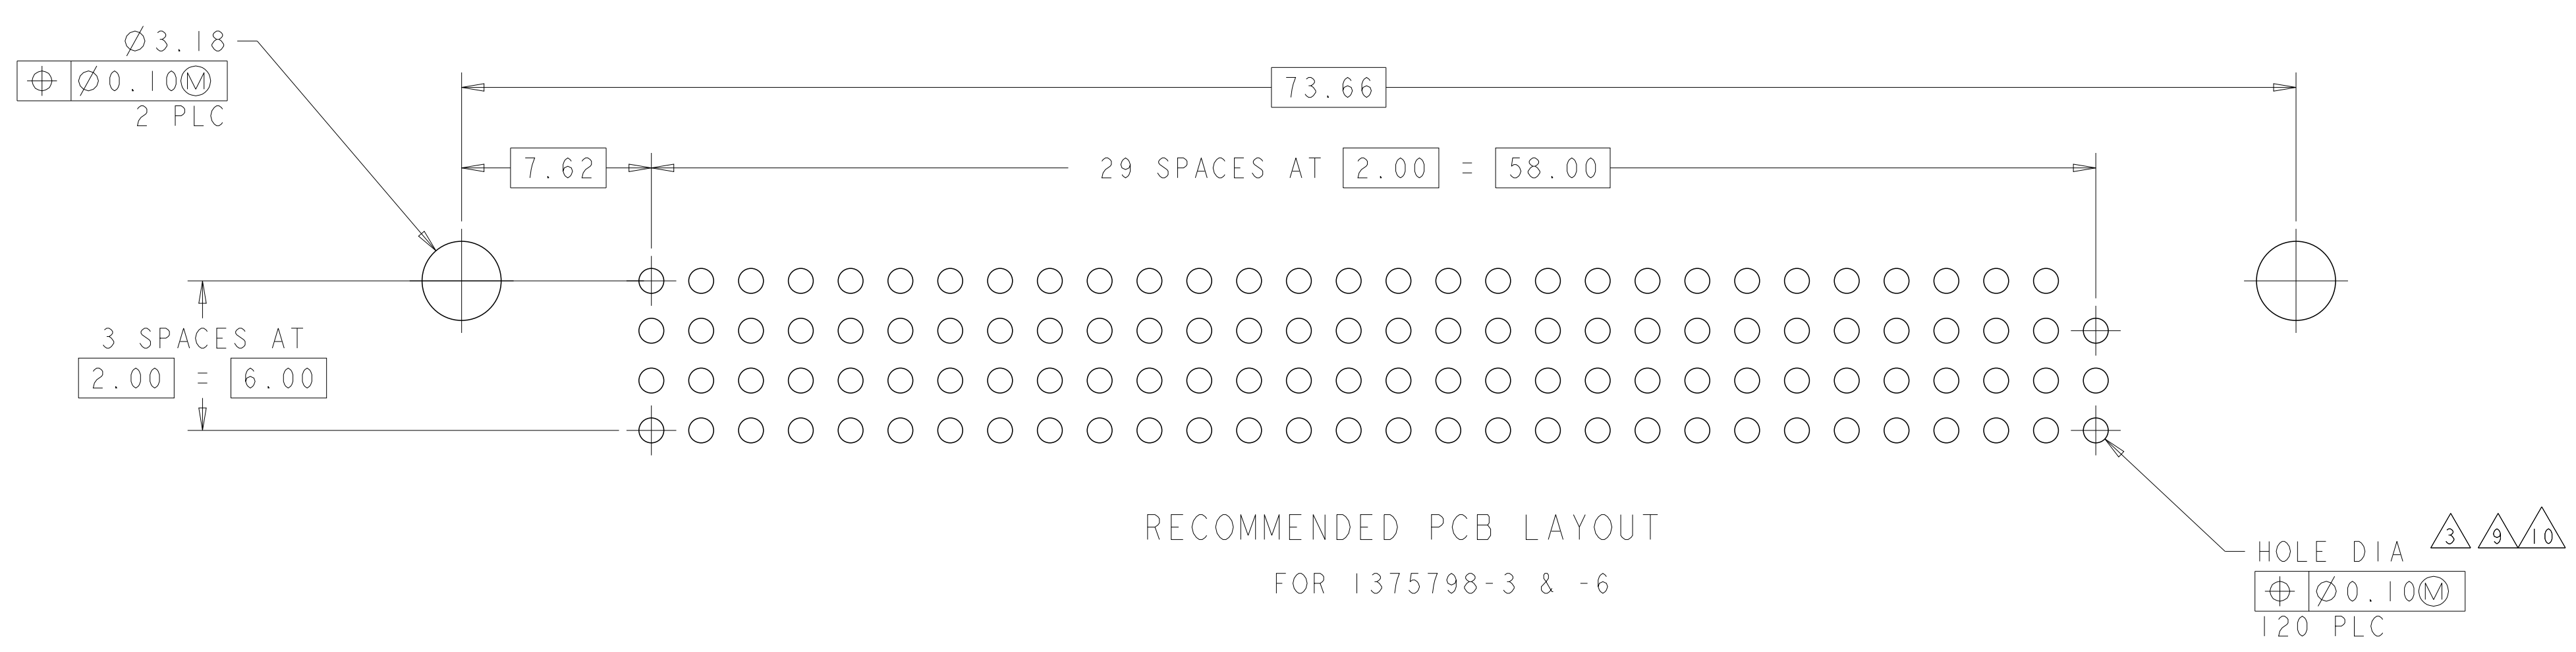 Ø3.18
⌖ Ø0.10Ⓜ
2 PLC
73.66
7.62
29 SPACES AT 2.00 = 58.00
3 SPACES AT
2.00 = 6.00
RECOMMENDED PCB LAYOUT
FOR 1375798-3 & -6
3 9 10
HOLE DIA
⌖ Ø0.10Ⓜ
120 PLC